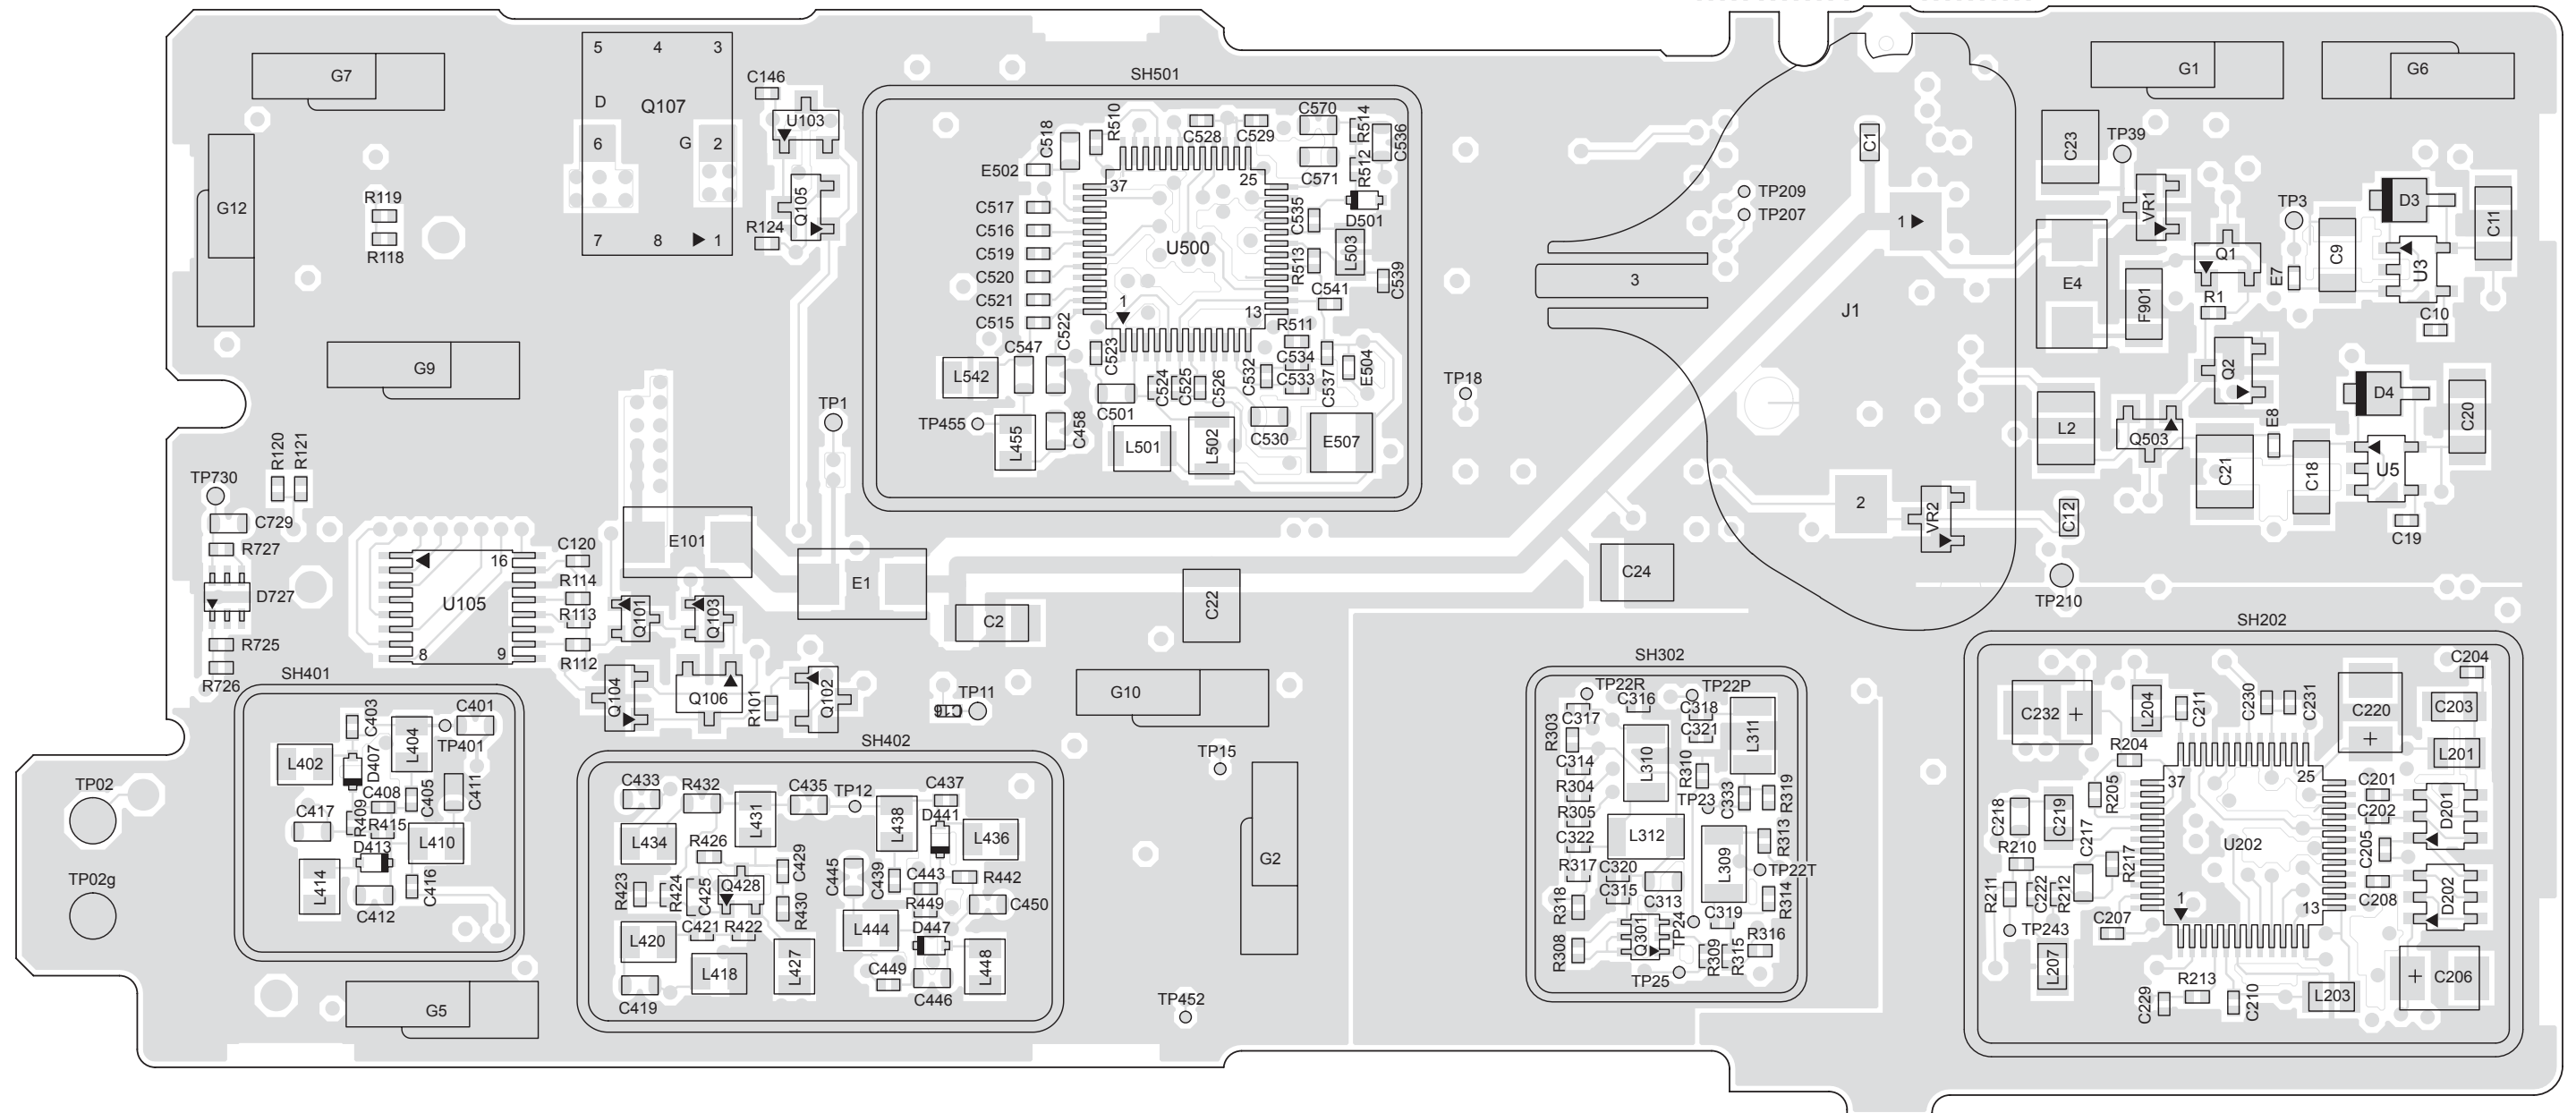 G7
5 4 3
D Q107
6 G 2
7 8 1
C146
U103
Q105
R124
G12
R119
R118
G9
SH501
C518
R510
C528
C529
C570
R514
C536
E502
37
25
C571
R512
C517
C516
C519
C520
C521
C515
U500
C535
D501
L503
R513
C539
C541
1
13
C522
C547
C523
R511
C534
C533
C532
C537
E504
L542
C524
C525
C526
C501
C530
TP455
L455
C458
L501
L502
E507
TP18
TP209
TP207
3
J1
C1
1
2
VR2
C12
TP210
G1
G6
C23
TP39
VR1
TP3
D3
C11
E4
F901
Q1
R1
E7
C9
U3
C10
Q2
L2
Q503
E8
D4
C20
C21
C18
U5
C19
TP1
R120
R121
TP730
C729
R727
D727
R725
R726
U105
16
8
9
C120
R114
R113
R112
E101
E1
Q101
Q103
Q104
Q106
R101
Q102
C2
C22
C24
TP11
C116
G10
TP15
G2
TP452
TP02
TP02g
G5
SH401
C403
C401
L404
TP401
L402
D407
C408
C405
C411
C417
R409
R415
D413
L410
L414
C412
C416
SH402
C433
R432
L431
C435
TP12
C437
D441
L438
L436
L434
R426
C429
C445
C439
C443
R442
R423
R424
C425
Q428
R430
R449
C450
L420
C421
R422
L444
D447
L418
L427
L448
C449
C419
C446
SH302
TP22R
C316
TP22P
C317
C318
R303
C321
L311
L310
C314
R310
R304
TP23
C333
R319
R305
C322
L312
R313
R317
C320
L309
TP22T
C315
C313
R318
R314
C319
TP24
R316
R308
Q301
R309
R315
TP25
SH202
C204
C232
L204
C211
C230
C231
C220
C203
R204
L201
25
37
C201
R205
C202
C218
C219
C217
D201
R210
R217
U202
C205
R211
C222
R212
1
13
C208
D202
TP243
C207
L207
R213
C229
C210
L203
C206